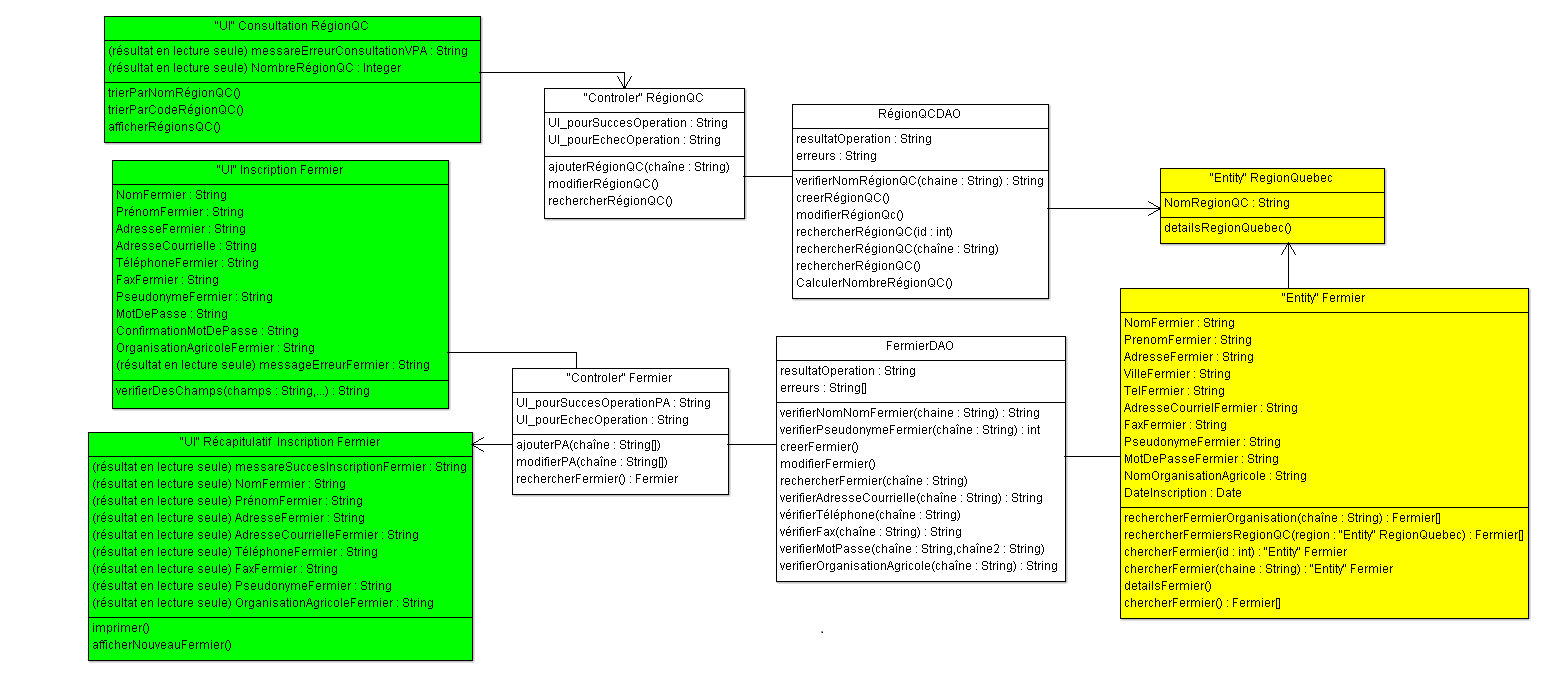 "UI" Consultation RégionQC
(résultat en lecture seule) messareErreurConsultationVPA : String
(résultat en lecture seule) NombreRégionQC : Integer
trierParNomRégionQC()
trierParCodeRégionQC()
afficherRégionsQC()
"UI" Inscription Fermier
NomFermier : String
PrénomFermier : String
AdresseFermier : String
AdresseCourrielle : String
TéléphoneFermier : String
FaxFermier : String
PseudonymeFermier : String
MotDePasse : String
ConfirmationMotDePasse : String
OrganisationAgricoleFermier : String
(résultat en lecture seule) messageErreurFermier : String
verifierDesChamps(champs : String,...) : String
"UI" Récapitulatif Inscription Fermier
(résultat en lecture seule) messareSuccesInscriptionFermier : String
(résultat en lecture seule) NomFermier : String
(résultat en lecture seule) PrénomFermier : String
(résultat en lecture seule) AdresseFermier : String
(résultat en lecture seule) AdresseCourrielleFermier : String
(résultat en lecture seule) TéléphoneFermier : String
(résultat en lecture seule) FaxFermier : String
(résultat en lecture seule) PseudonymeFermier : String
(résultat en lecture seule) OrganisationAgricoleFermier : String
imprimer()
afficherNouveauFermier()
"Controler" RégionQC
UI_pourSuccesOperation : String
UI_pourEchecOperation : String
ajouterRégionQC(chaîne : String)
modifierRégionQC()
rechercherRégionQC()
"Controler" Fermier
UI_pourSuccesOperationPA : String
UI_pourEchecOperation : String
ajouterPA(chaîne : String[])
modifierPA(chaîne : String[])
rechercherFermier() : Fermier
RégionQCDAO
resultatOperation : String
erreurs : String
verifierNomRégionQC(chaine : String) : String
creerRégionQC()
modifierRégionQc()
rechercherRégionQC(id : int)
rechercherRégionQC(chaîne : String)
rechercherRégionQC()
CalculerNombreRégionQC()
FermierDAO
resultatOperation : String
erreurs : String[]
vérifierNomNomFermier(chaine : String) : String
vérifierPseudonymeFermier(chaîne : String) : int
creerFermier()
modifierFermier()
rechercherFermier(chaîne : String)
verifierAdresseCourrielle(chaîne : String) : String
vérifierTéléphone(chaîne : String)
vérifierFax(chaîne : String) : String
verifierMotPasse(chaîne : String,chaîne2 : String)
verifierOrganisationAgricole(chaîne : String) : String
"Entity" RegionQuebec
NomRegionQC : String
detailsRegionQuebec()
"Entity" Fermier
NomFermier : String
PrenomFermier : String
AdresseFermier : String
VilleFermier : String
TelFermier : String
AdresseCourrielFermier : String
FaxFermier : String
PseudonymeFermier : String
MotDePasseFermier : String
NomOrganisationAgricole : String
DateInscription : Date
rechercherFermierOrganisation(chaîne : String) : Fermier[]
rechercherFermiersRegionQC(region : "Entity" RegionQuebec) : Fermier[]
chercherFermier(id : int) : "Entity" Fermier
chercherFermier(chaine : String) : "Entity" Fermier
detailsFermier()
chercherFermier() : Fermier[]